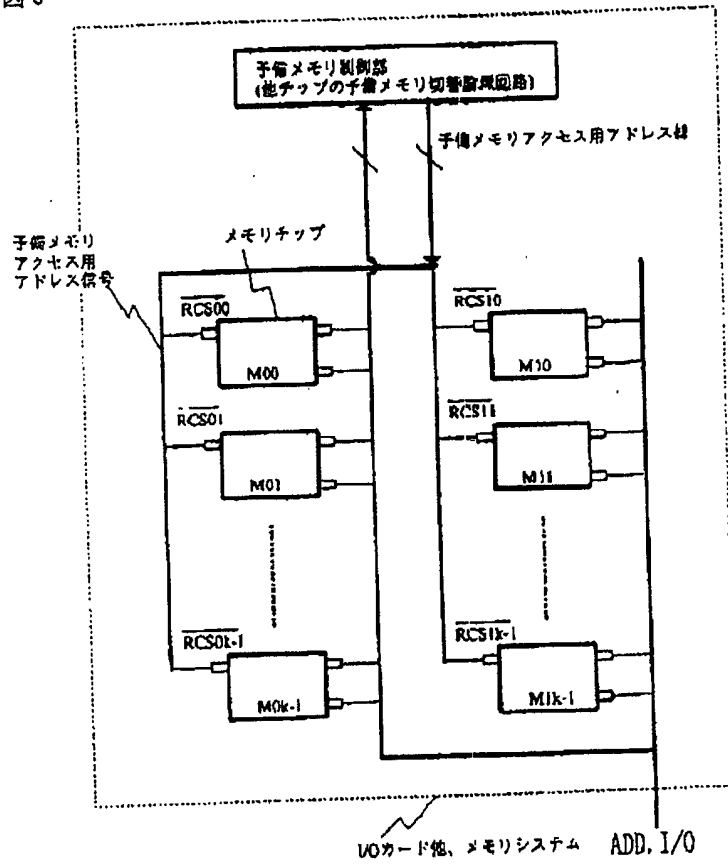 予備メモリ制御部
(他チップの予備メモリ切替論理回路)
予備メモリアクセス用アドレス線
予備メモリ
アクセス用
アドレス信号
メモリチップ
RCS00
M00
RCS10
M10
RCS01
M01
RCS11
M11
RCS0k-1
M0k-1
RCS1k-1
M1k-1
I/Oカード他、メモリシステム
ADD, I/O